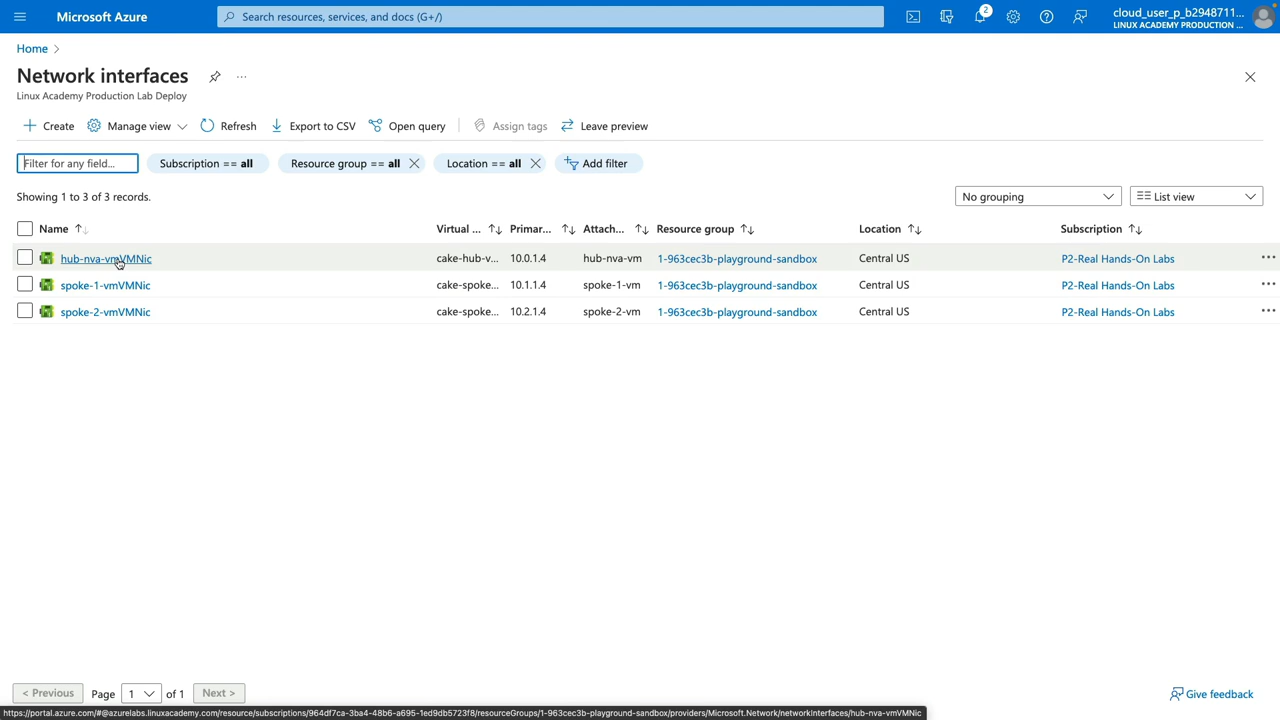 Microsoft Azure
Search resources, services, and docs (G+/)
2
cloud_user_p_b2948711...
LINUX ACADEMY PRODUCTION ...
Home
Network interfaces
...
Linux Academy Production Lab Deploy
Create
Manage view
Refresh
Export to CSV
Open query
Assign tags
Leave preview
Filter for any field...
Subscription == all
Resource group == all
Location == all
Add filter
Showing 1 to 3 of 3 records.
No grouping
List view
Name Virtual ... Primar... Attach... Resource group Location Subscription
hub-nva-vmVMNic cake-hub-v... 10.0.1.4 hub-nva-vm 1-963cec3b-playground-sandbox Central US P2-Real Hands-On Labs ...
spoke-1-vmVMNic cake-spoke... 10.1.1.4 spoke-1-vm 1-963cec3b-playground-sandbox Central US P2-Real Hands-On Labs ...
spoke-2-vmVMNic cake-spoke... 10.2.1.4 spoke-2-vm 1-963cec3b-playground-sandbox Central US P2-Real Hands-On Labs ...
< Previous Page 1 of 1 Next >
Give feedback
https://portal.azure.com/#@azurelabs.linuxacademy.com/resource/subscriptions/964df7ca-3ba4-48b6-a695-1ed9db5723f8/resourceGroups/1-963cec3b-playground-sandbox/providers/Microsoft.Network/networkInterfaces/hub-nva-vmVMNic